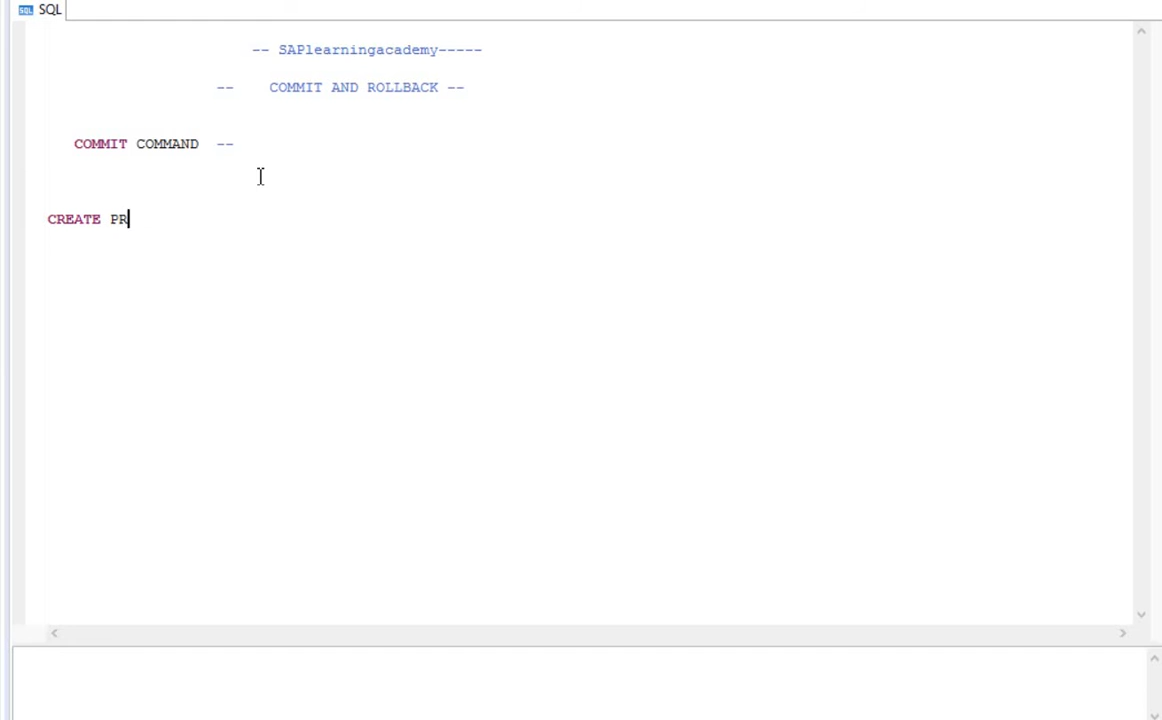 SQL
-- SAPlearningacademy-----
-- COMMIT AND ROLLBACK --
COMMIT COMMAND --
CREATE PR